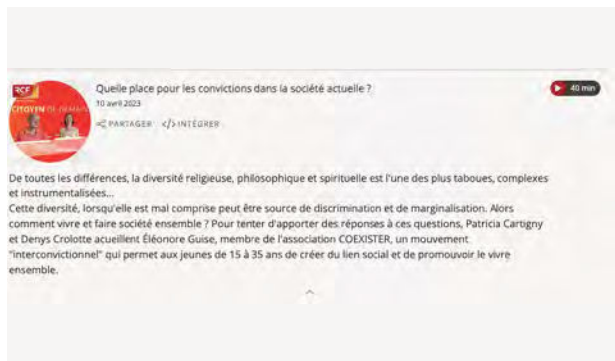 RCF
CITOYEN DE DEMAIN
Quelle place pour les convictions dans la société actuelle ?
40 min
10 avril 2023
PARTAGER </> INTÉGRER
De toutes les différences, la diversité religieuse, philosophique et spirituelle est l'une des plus taboues, complexes
et instrumentalisées...
Cette diversité, lorsqu'elle est mal comprise peut être source de discrimination et de marginalisation. Alors
comment vivre et faire société ensemble ? Pour tenter d'apporter des réponses à ces questions, Patricia Cartigny
et Denys Crolotte acueillent Éléonore Guise, membre de l'association COEXISTER, un mouvement
"interconvictionnel" qui permet aux jeunes de 15 à 35 ans de créer du lien social et de promouvoir le vivre
ensemble.